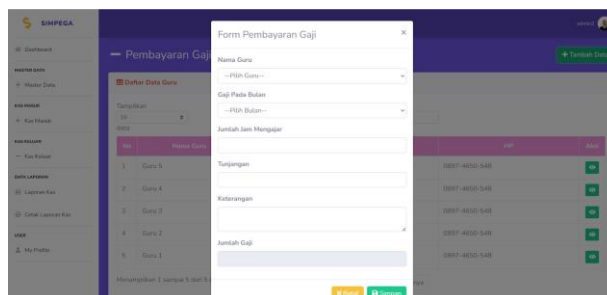 SIMPEGA
admin
Dashboard
MASTER DATA
+ Master Data
KAS MASUK
+ Kas Masuk
KAS KELUAR
— Kas Keluar
DATA LAPORAN
Laporan Kas
Cetak Laporan Kas
USER
My Profile
— Pembayaran Gaji
+ Tambah Data
Daftar Data Guru
Tampilkan
10
data
No
Nama Guru
Aksi
1 Guru 5 0897-4650-548
2 Guru 4 0897-4650-548
3 Guru 3 0897-4650-548
4 Guru 2 0897-4650-548
5 Guru 1 0897-4650-548
Menampilkan 1 sampai 5 dari 5
Form Pembayaran Gaji
×
Nama Guru
--Pilih Guru--
Gaji Pada Bulan
--Pilih Bulan--
Jumlah Jam Mengajar
Tunjangan
Keterangan
Jumlah Gaji
Batal
Simpan